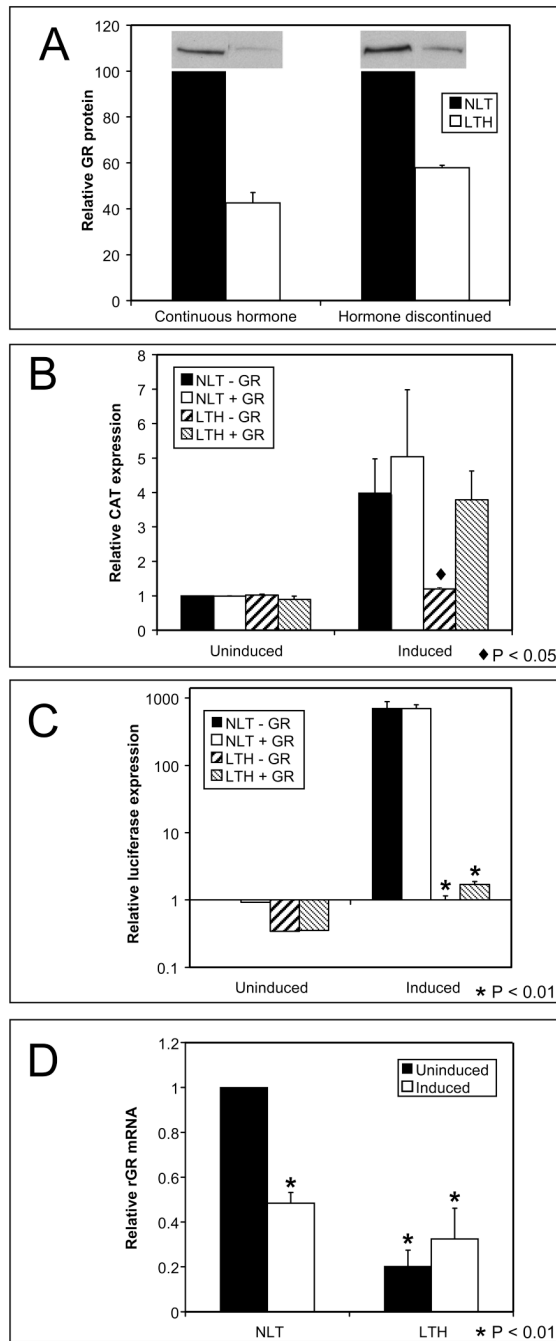 A
120
100
80
60
40
20
0
Relative GR protein
NLT
LTH
Continuous hormone
Hormone discontinued
B
8
7
6
5
4
3
2
1
0
Relative CAT expression
NLT - GR
NLT + GR
LTH - GR
LTH + GR
♦
Uninduced
Induced
♦ P < 0.05
C
1000
100
10
1
0.1
Relative luciferase expression
NLT - GR
NLT + GR
LTH - GR
LTH + GR
* *
Uninduced
Induced
* P < 0.01
D
1.2
1
0.8
0.6
0.4
0.2
0
Relative rGR mRNA
Uninduced
Induced
*
*
*
NLT
LTH
* P < 0.01